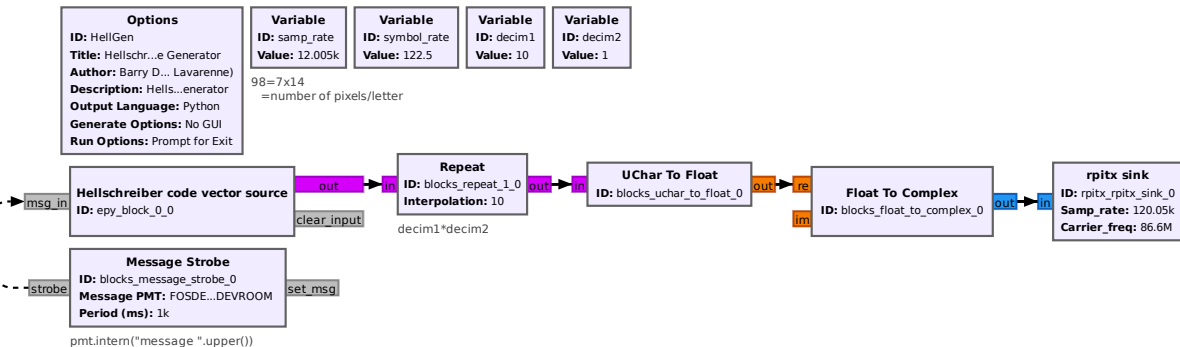 Options
ID: HellGen
Title: Hellschr...e Generator
Author: Barry D... Lavarenne)
Description: Hells...enerator
Output Language: Python
Generate Options: No GUI
Run Options: Prompt for Exit
Variable
ID: samp_rate
Value: 12.005k
Variable
ID: symbol_rate
Value: 122.5
Variable
ID: decim1
Value: 10
Variable
ID: decim2
Value: 1
98=7x14
=number of pixels/letter
msg_in
Hellschreiber code vector source
ID: epy_block_0_0
out
clear_input
in
Repeat
ID: blocks_repeat_1_0
Interpolation: 10
out
decim1*decim2
in
UChar To Float
ID: blocks_uchar_to_float_0
out
re
im
Float To Complex
ID: blocks_float_to_complex_0
out
in
rpitx sink
ID: rpitx_rpitx_sink_0
Samp_rate: 120.05k
Carrier_freq: 86.6M
strobe
Message Strobe
ID: blocks_message_strobe_0
Message PMT: FOSDE...DEVROOM
Period (ms): 1k
set_msg
pmt.intern("message ".upper())